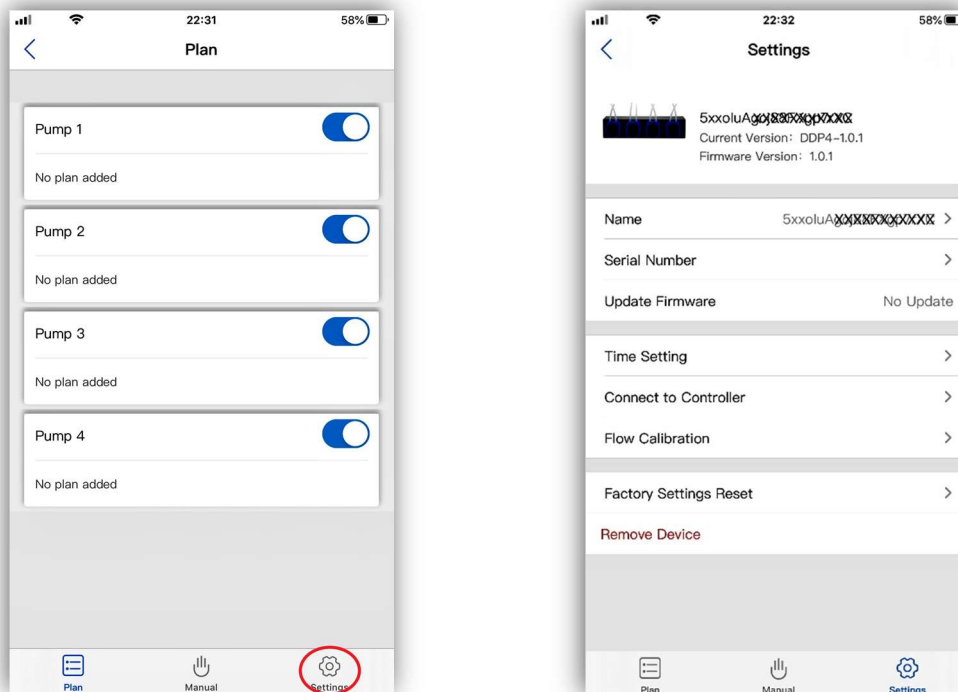 22:31
58%
Plan
Pump 1
No plan added
Pump 2
No plan added
Pump 3
No plan added
Pump 4
No plan added
Plan
Manual
Settings
22:32
58%
Settings
Current Version: DDP4-1.0.1
Firmware Version: 1.0.1
Name
Serial Number
Update Firmware No Update
Time Setting
Connect to Controller
Flow Calibration
Factory Settings Reset
Remove Device
Plan
Manual
Settings